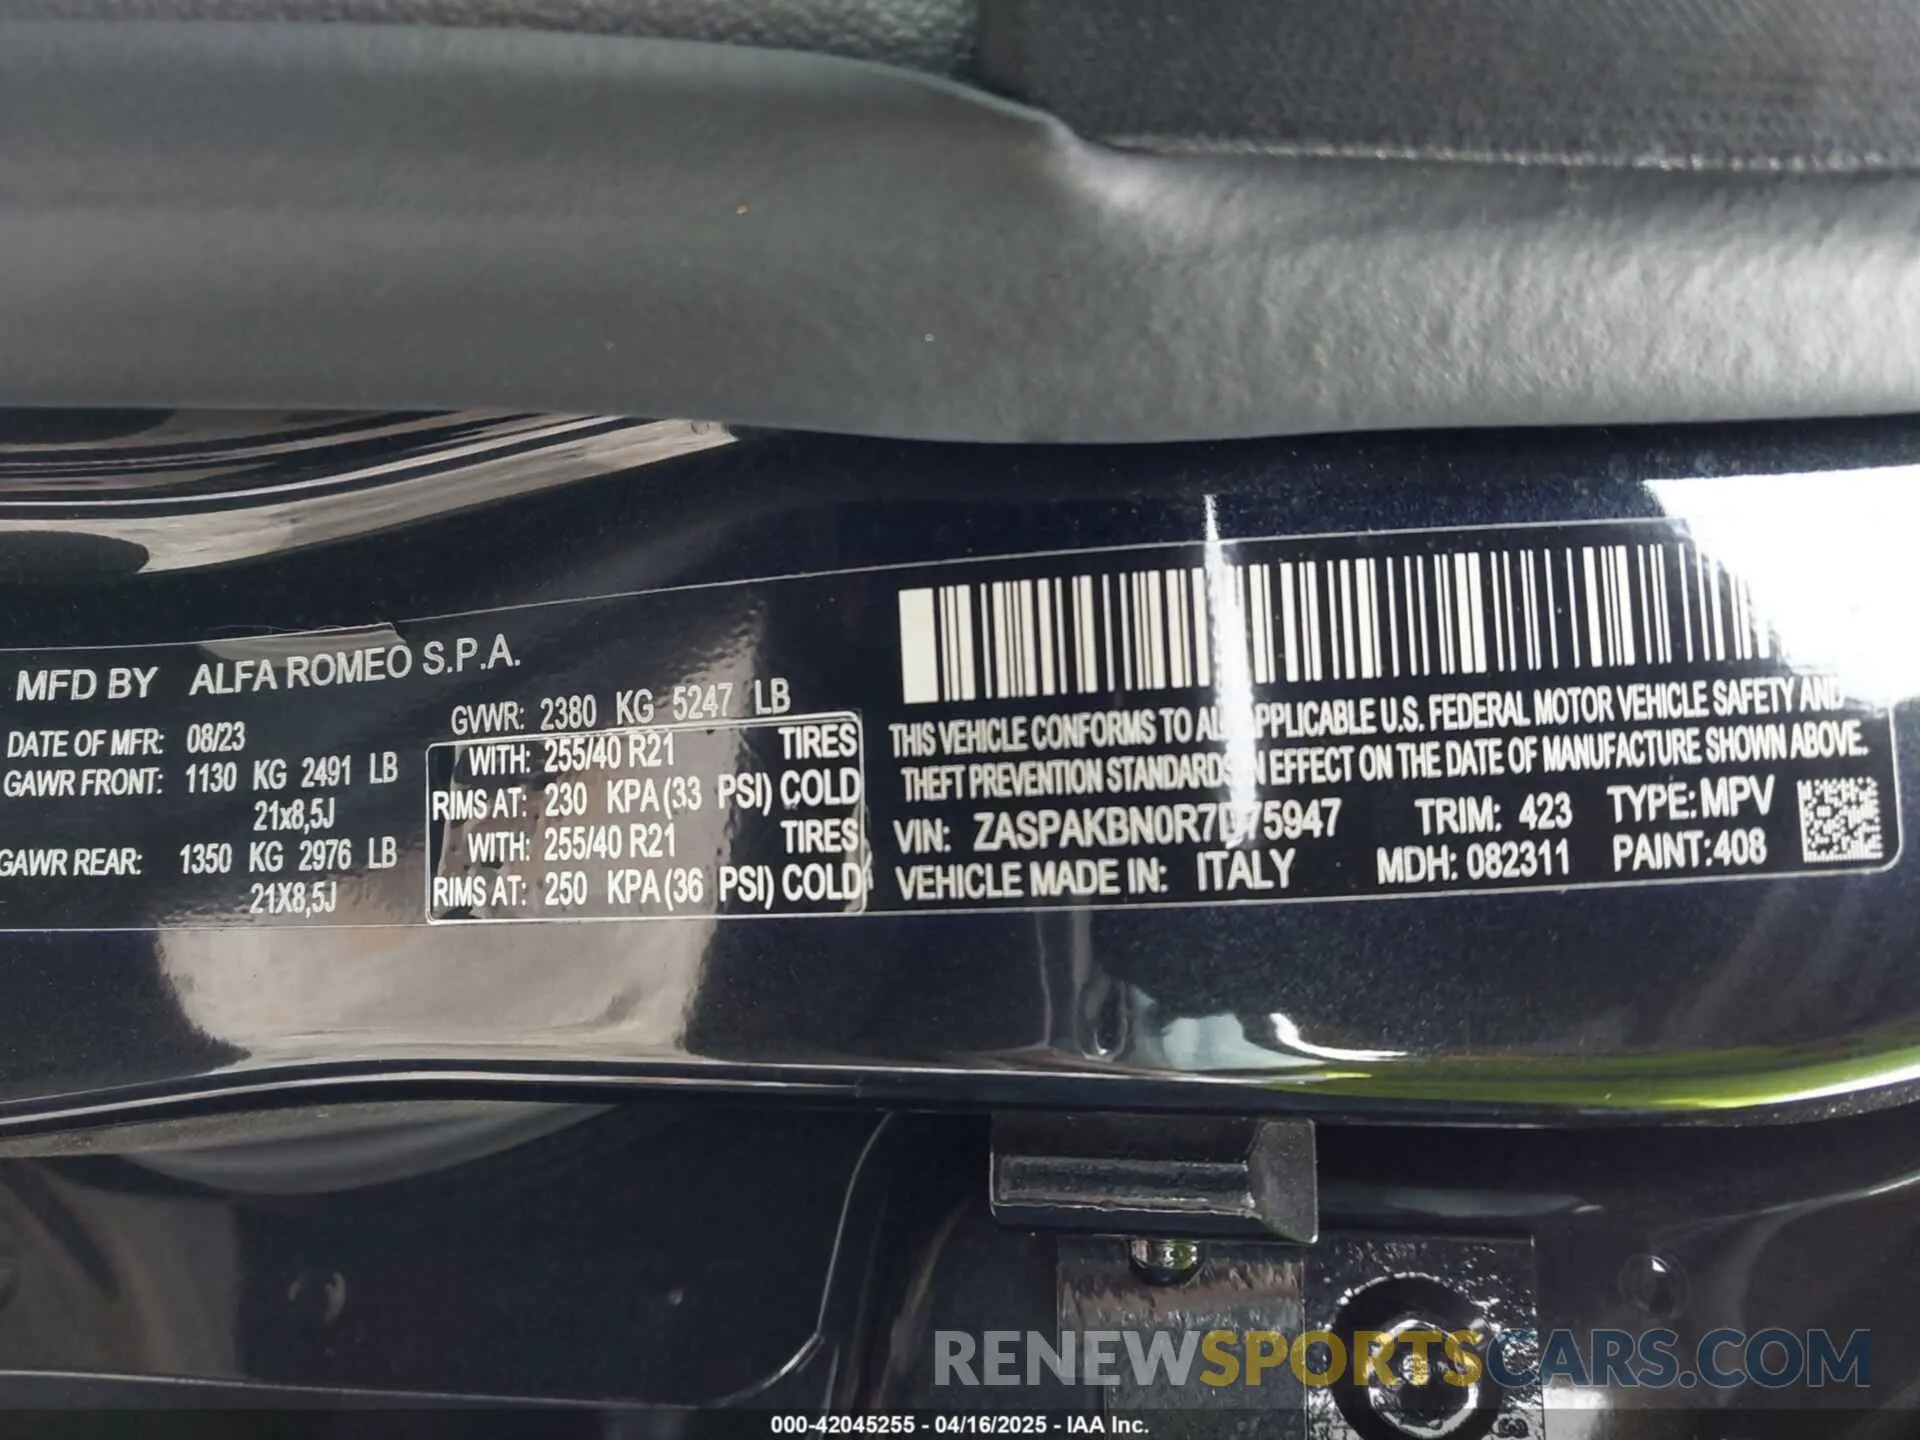 MFD BY ALFA ROMEO S.P.A.
DATE OF MFR: 08/23
GVWR: 2380 KG 5247 LB
GAWR FRONT: 1130 KG 2491 LB
21x8,5J
WITH: 255/40 R21 TIRES
RIMS AT: 230 KPA (33 PSI) COLD
GAWR REAR: 1350 KG 2976 LB
21X8,5J
WITH: 255/40 R21 TIRES
RIMS AT: 250 KPA (36 PSI) COLD
THIS VEHICLE CONFORMS TO ALL APPLICABLE U.S. FEDERAL MOTOR VEHICLE SAFETY AND
THEFT PREVENTION STANDARDS IN EFFECT ON THE DATE OF MANUFACTURE SHOWN ABOVE.
VIN: ZASPAKBN0R7D75947 TRIM: 423 TYPE: MPV
VEHICLE MADE IN: ITALY MDH: 082311 PAINT:408
RENEWSPORTSCARS.COM
000-42045255 - 04/16/2025 - IAA Inc.